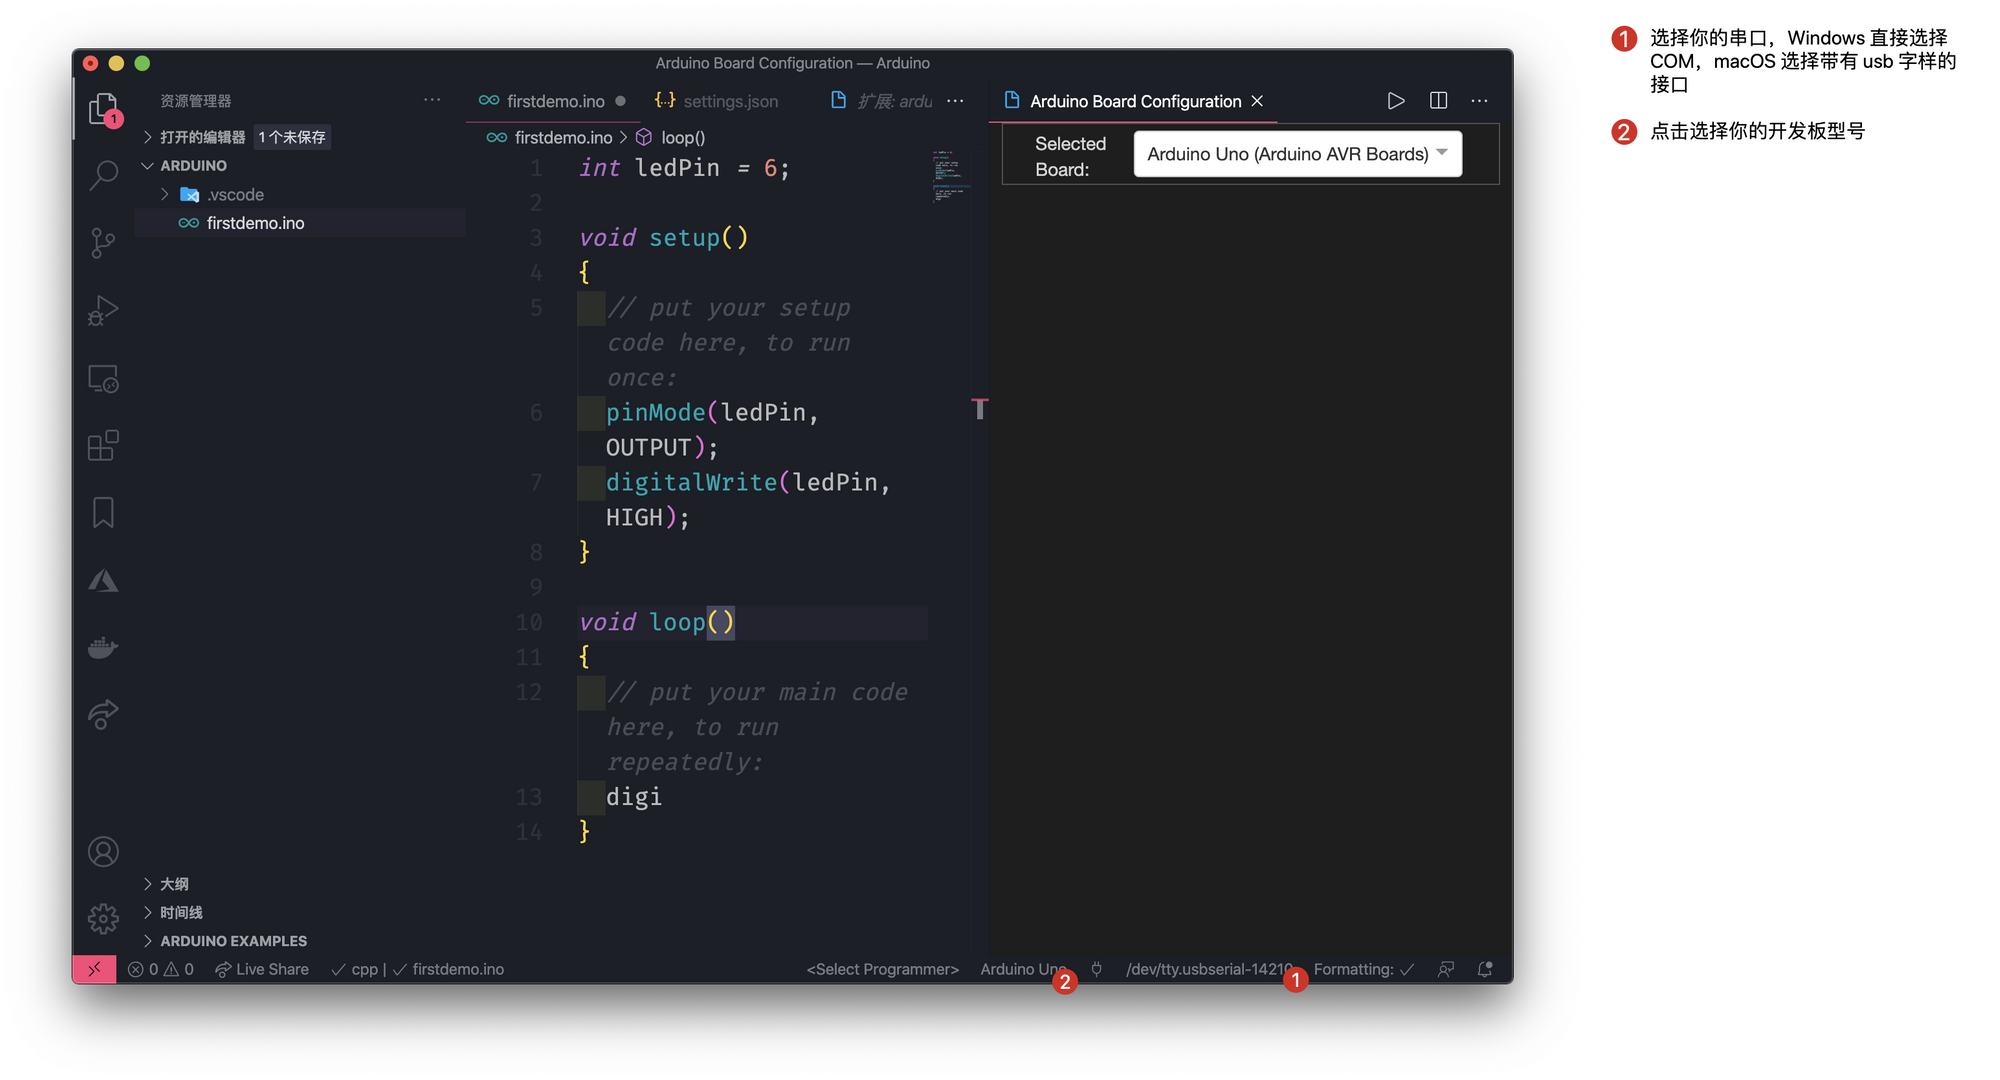 Arduino Board Configuration — Arduino
1
资源管理器
打开的编辑器 1 个未保存
ARDUINO
.vscode
firstdemo.ino
大纲
时间线
ARDUINO EXAMPLES
firstdemo.ino
settings.json
扩展: ardu
firstdemo.ino > loop()
1 int ledPin = 6;
2
3 void setup()
4 {
5 // put your setup
code here, to run
once:
6 pinMode(ledPin,
OUTPUT);
7 digitalWrite(ledPin,
HIGH);
8 }
9
10 void loop()
11 {
12 // put your main code
here, to run
repeatedly:
13 digi
14 }
Arduino Board Configuration
Selected
Board:
Arduino Uno (Arduino AVR Boards)
0 0 Live Share cpp | firstdemo.ino
<Select Programmer> Arduino Uno /dev/tty.usbserial-14210 Formatting:
2
1
1 选择你的串口，Windows 直接选择
COM，macOS 选择带有 usb 字样的
接口
2 点击选择你的开发板型号